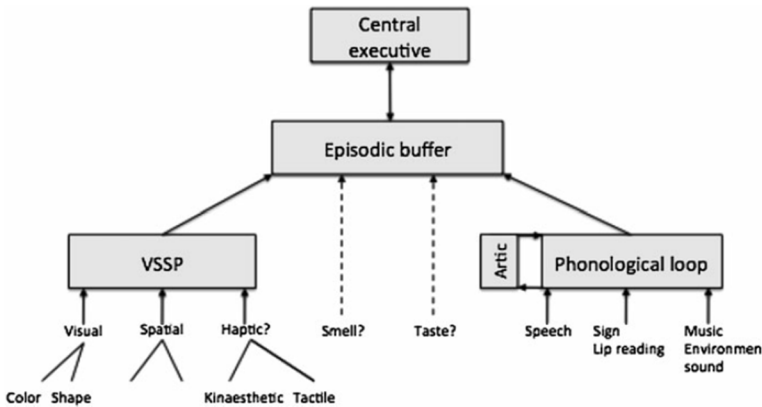 Central
executive
Episodic buffer
VSSP
Artic
Phonological loop
Visual
Spatial
Haptic?
Smell?
Taste?
Speech
Sign
Lip reading
Music
Environmen
sound
Color
Shape
Kinaesthetic
Tactile